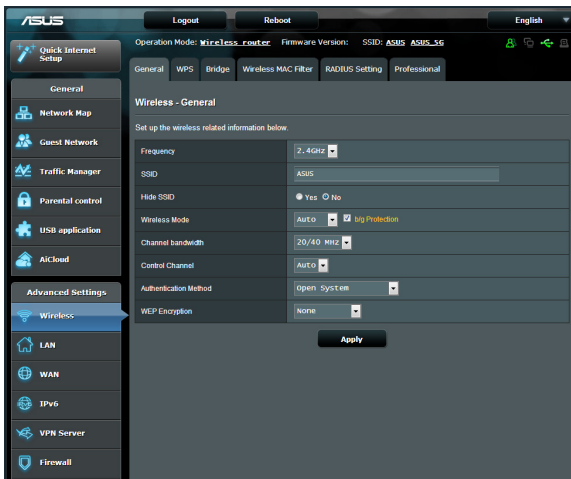 ASUS
Logout
Reboot
English
Quick Internet Setup
Operation Mode: Wireless router Firmware Version: SSID: ASUS ASUS_5G
General
WPS
Bridge
Wireless MAC Filter
RADIUS Setting
Professional
General
Network Map
Guest Network
Traffic Manager
Parental control
USB application
AiCloud
Advanced Settings
Wireless
LAN
WAN
IPv6
VPN Server
Firewall
Wireless - General
Set up the wireless related information below.
Frequency 2.4GHz
SSID ASUS
Hide SSID Yes No
Wireless Mode Auto b/g Protection
Channel bandwidth 20/40 MHz
Control Channel Auto
Authentication Method Open System
WEP Encryption None
Apply